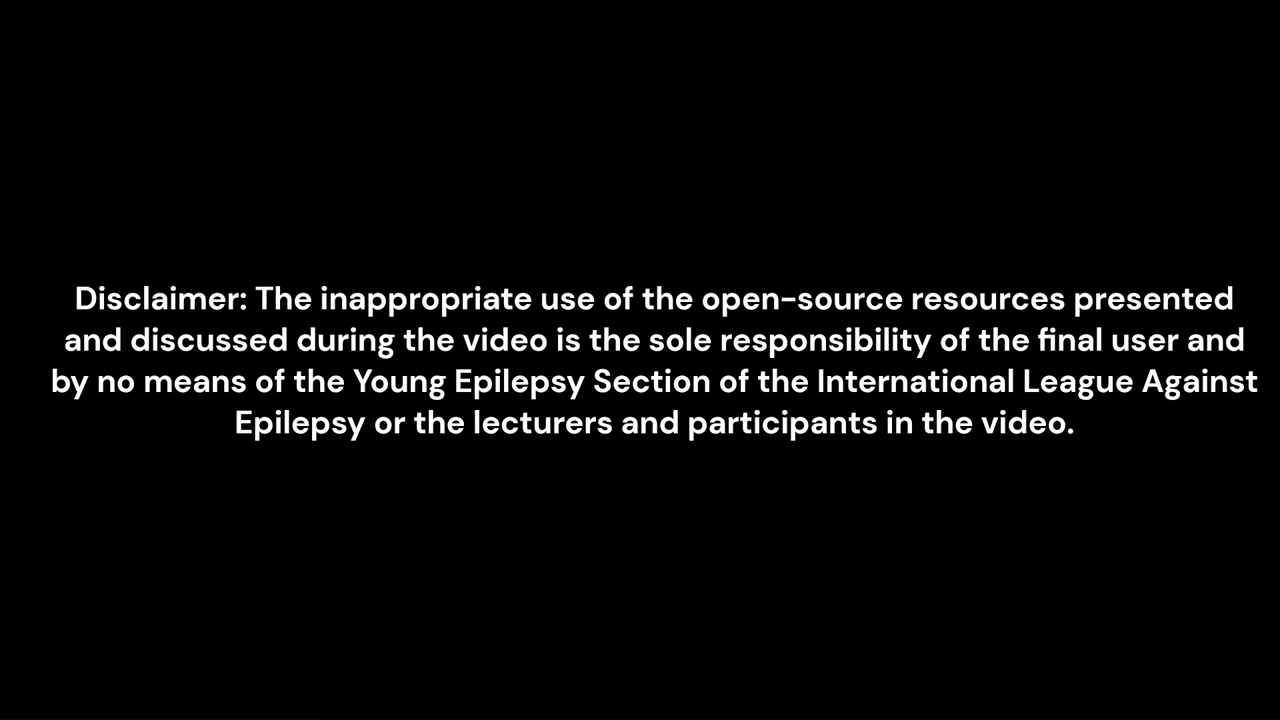 Disclaimer: The inappropriate use of the open-source resources presented
and discussed during the video is the sole responsibility of the final user and
by no means of the Young Epilepsy Section of the International League Against
Epilepsy or the lecturers and participants in the video.